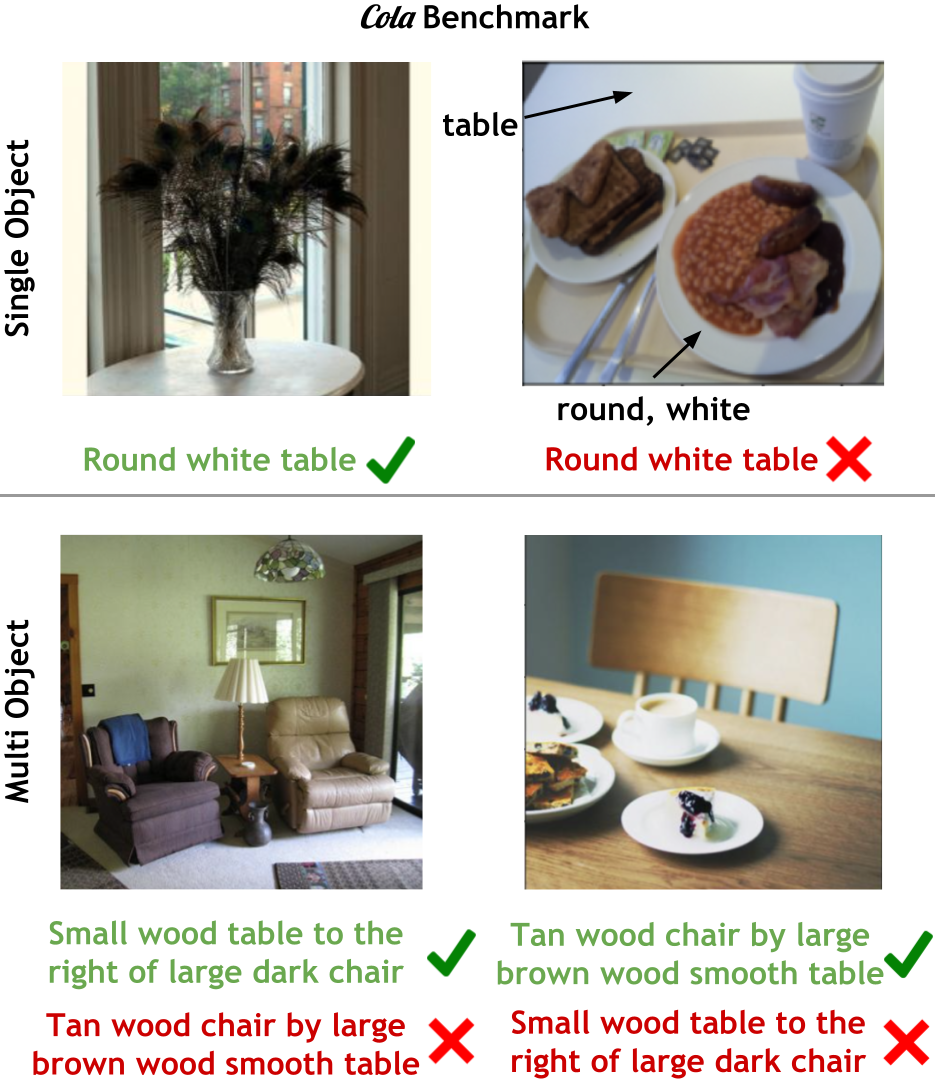 Cola Benchmark
Single Object
table
round, white
Round white table
Round white table
Multi Object
Small wood table to the
right of large dark chair
Tan wood chair by large
brown wood smooth table
Tan wood chair by large
brown wood smooth table
Small wood table to the
right of large dark chair